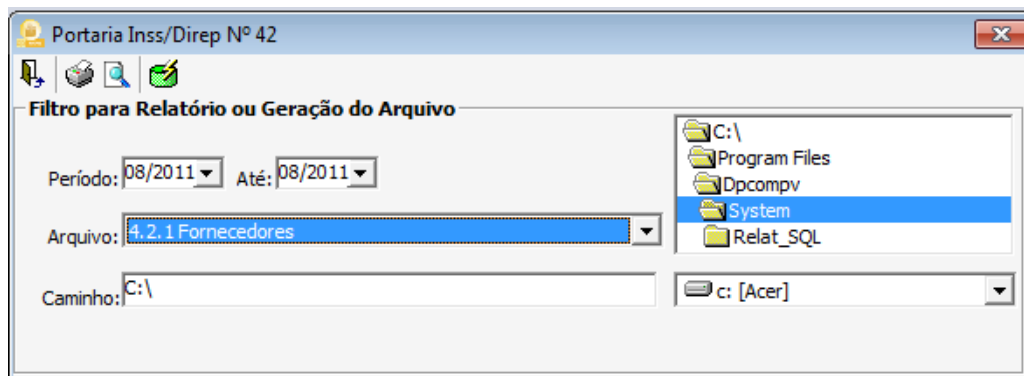 Portaria Inss/Direp Nº 42
Filtro para Relatório ou Geração do Arquivo
Período: 08/2011 Até: 08/2011
Arquivo: 4.2.1 Fornecedores
Caminho: C:\
C:\
Program Files
Dpcompv
System
Relat_SQL
c: [Acer]